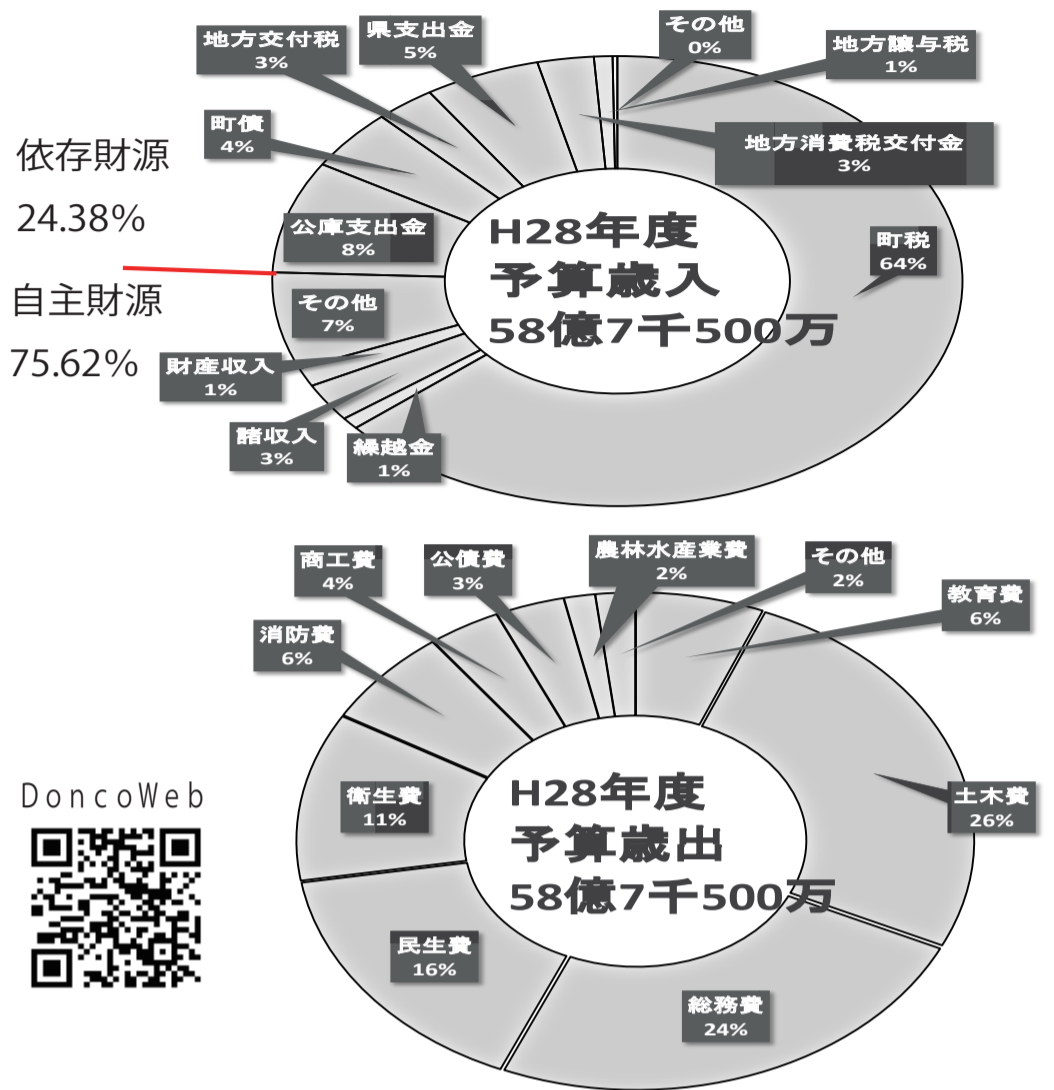 その他
0%
県支出金
5%
地方交付税
3%
地方譲与税
1%
町債
4%
地方消費税交付金
3%
依存財源
24.38%
公庫支出金
8%
H28年度
予算歳入
58億7千500万
町税
64%
自主財源
75.62%
その他
7%
財産収入
1%
諸収入
3%
繰越金
1%
商工費
4%
公債費
3%
農林水産業費
2%
その他
2%
教育費
6%
消防費
6%
H28年度
予算歳出
58億7千500万
土木費
26%
衛生費
11%
DoncoWeb
民生費
16%
総務費
24%